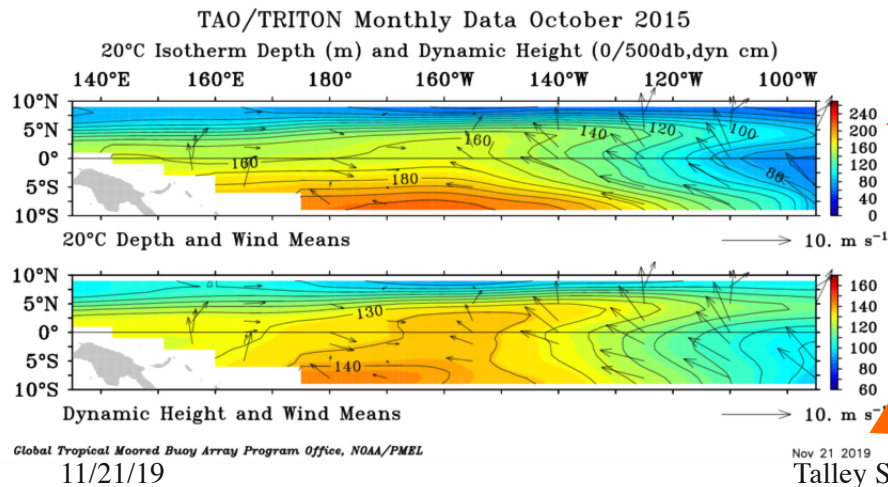 TAO/TRITON Monthly Data October 2015
20°C Isotherm Depth (m) and Dynamic Height (0/500db,dyn cm)
140°E 160°E 180° 160°W 140°W 120°W 100°W
10°N
5°N
0°
5°S
10°S
160
180
160
140
120
100
80
240
200
160
120
80
40
0
20°C Depth and Wind Means
10. m s⁻¹
10°N
5°N
0°
5°S
10°S
130
140
160
140
120
100
80
60
Dynamic Height and Wind Means
10. m s⁻
Global Tropical Moored Buoy Array Program Office, NOAA/PMEL
Nov 21 2019
11/21/19
Talley S